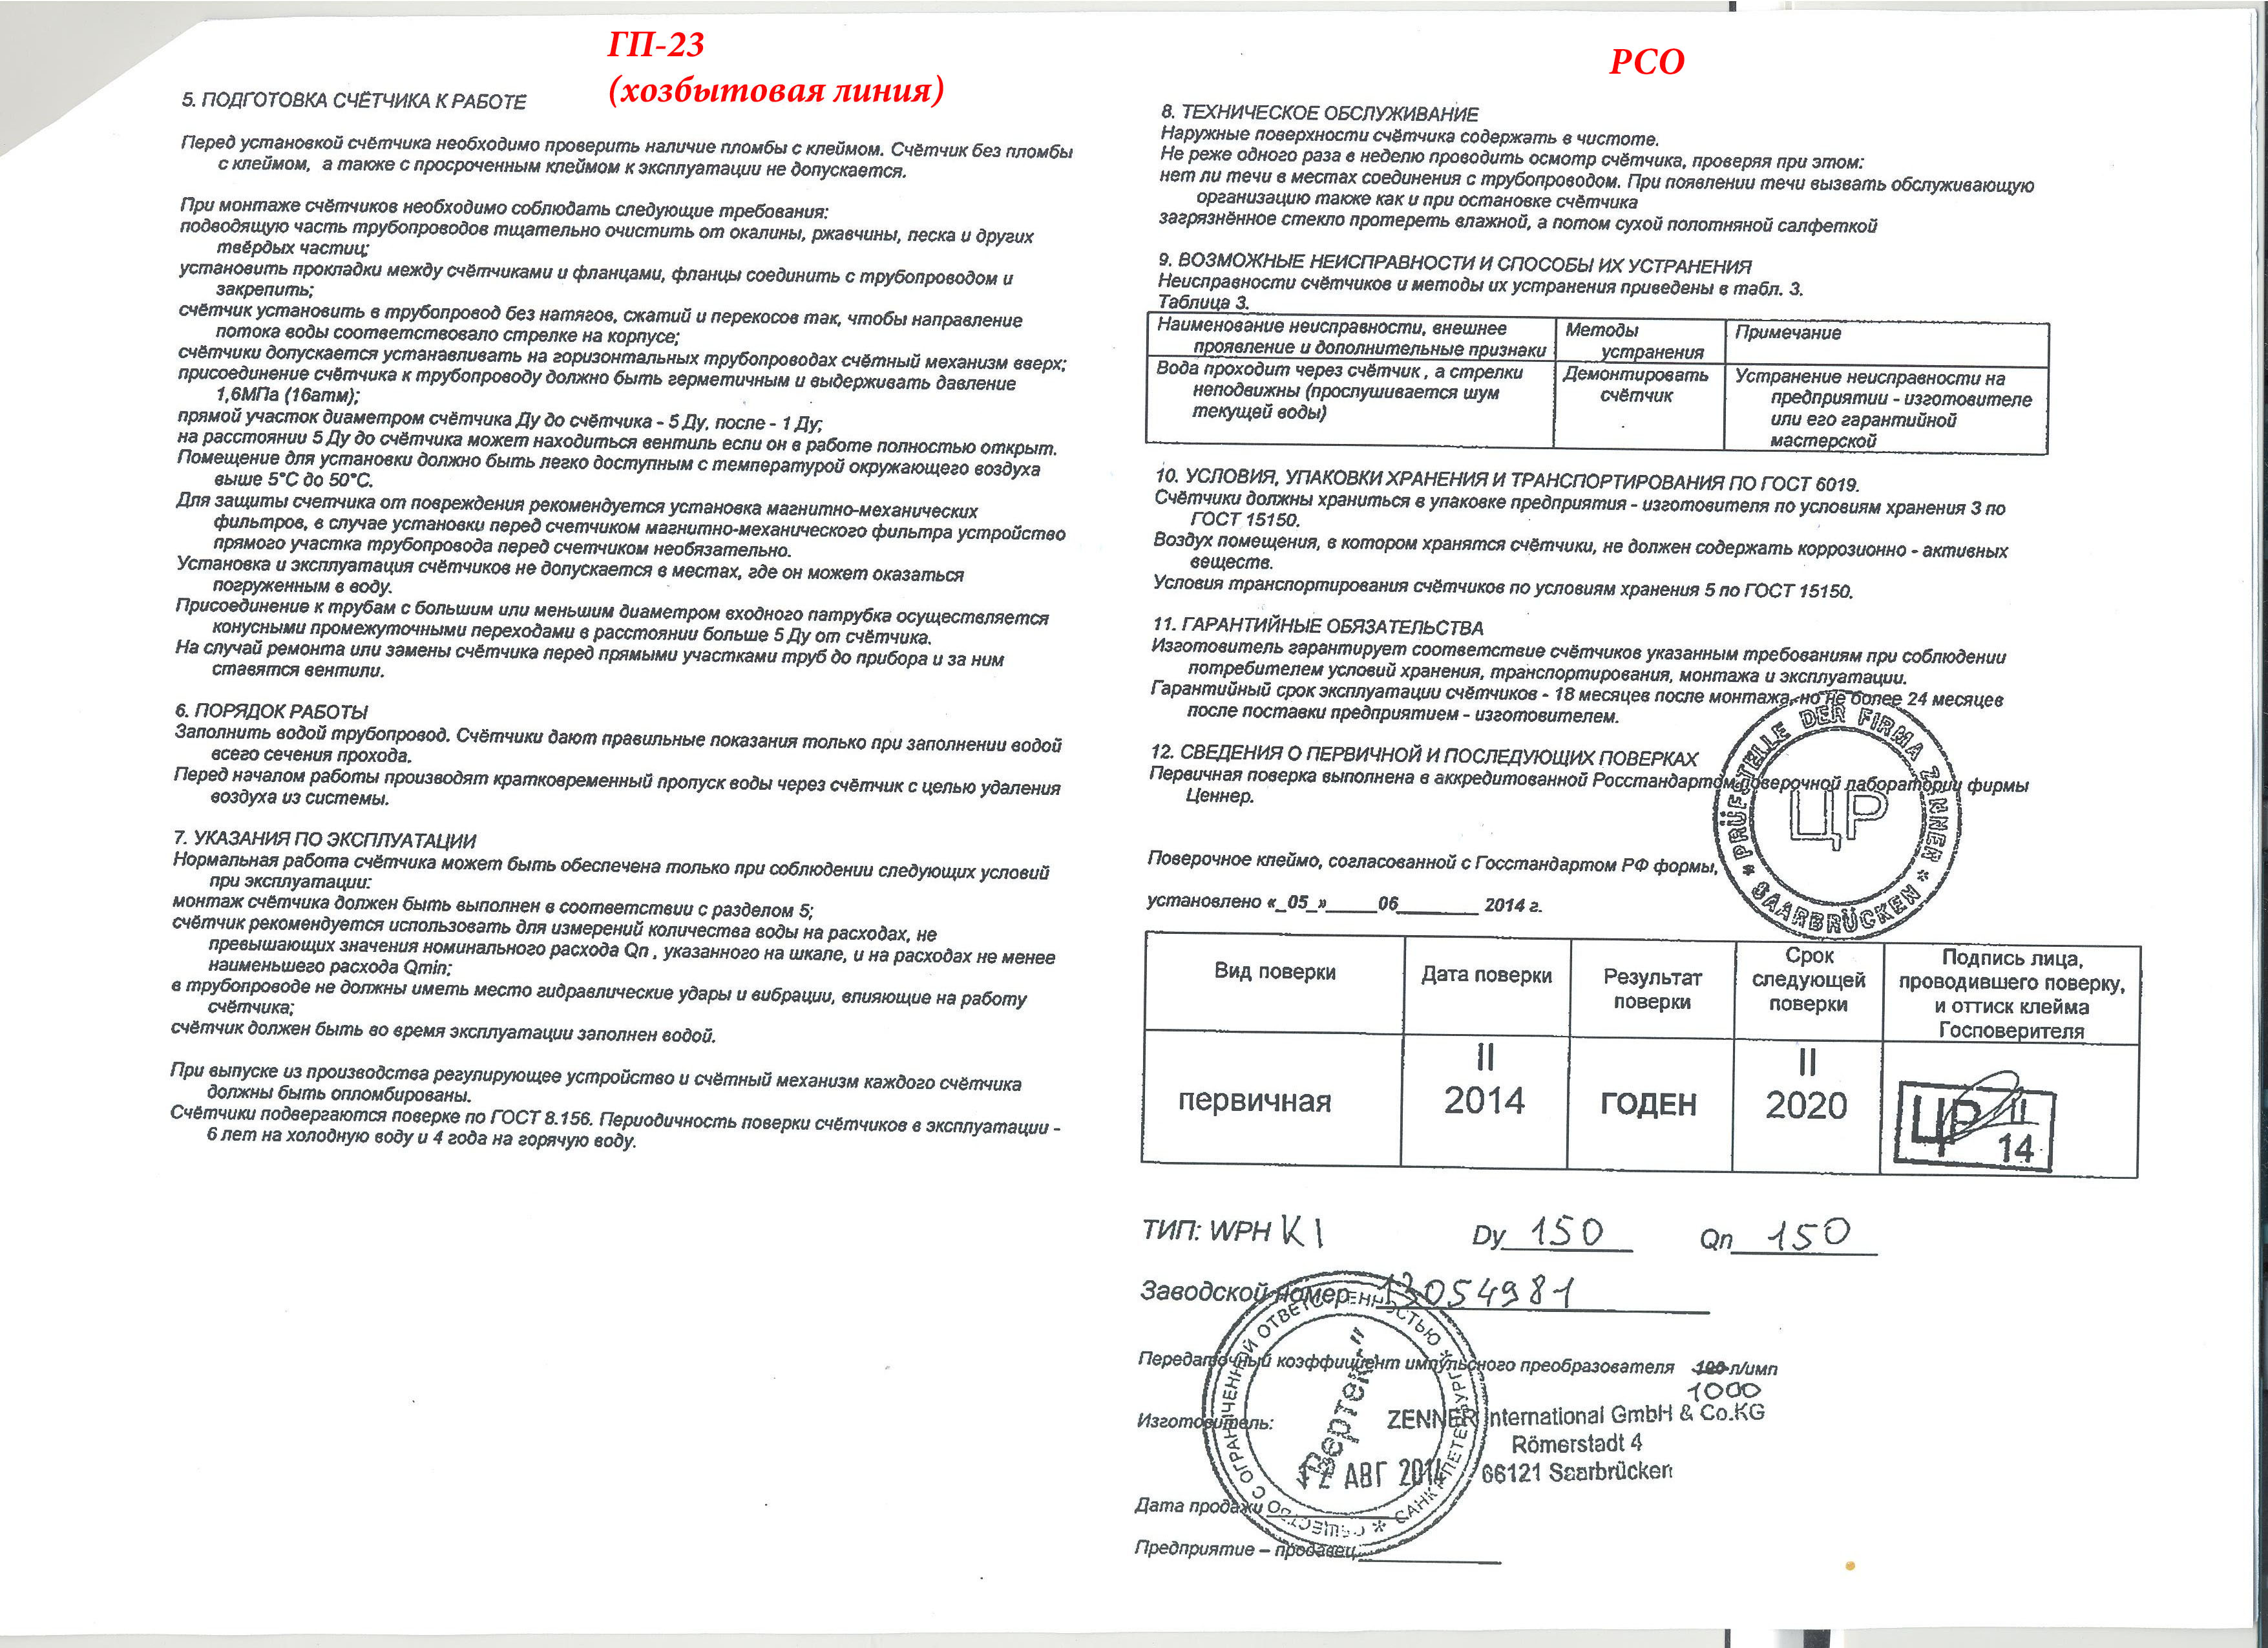 ГП-23
(хозбытовая линия)
5. ПОДГОТОВКА СЧЁТЧИКА К РАБОТЕ
Перед установкой счётчика необходимо проверить наличие пломбы с клеймом. Счётчик без пломбы
с клеймом, а также с просроченным клеймом к эксплуатации не допускается.
При монтаже счётчиков необходимо соблюдать следующие требования:
подводящую часть трубопроводов тщательно очистить от окалины, ржавчины, песка и других
твёрдых частиц;
установить прокладки между счётчиками и фланцами, фланцы соединить с трубопроводом и
закрепить;
счётчик установить в трубопровод без натягов, сжатий и перекосов так, чтобы направление
потока воды соответствовало стрелке на корпусе;
счётчики допускается устанавливать на горизонтальных трубопроводах счётный механизм вверх;
присоединение счётчика к трубопроводу должно быть герметичным и выдерживать давление
1,6МПа (16атм);
прямой участок диаметром счётчика Ду до счётчика - 5 Ду, после - 1 Ду;
на расстоянии 5 Ду до счётчика может находиться вентиль если он в работе полностью открыт.
Помещение для установки должно быть легко доступным с температурой окружающего воздуха
выше 5°С до 50°С.
Для защиты счетчика от повреждения рекомендуется установка магнитно-механических
фильтров, в случае установки перед счетчиком магнитно-механического фильтра устройство
прямого участка трубопровода перед счетчиком необязательно.
Установка и эксплуатация счётчиков не допускается в местах, где он может оказаться
погруженным в воду.
Присоединение к трубам с большим или меньшим диаметром входного патрубка осуществляется
конусными промежуточными переходами в расстоянии больше 5 Ду от счётчика.
На случай ремонта или замены счётчика перед прямыми участками труб до прибора и за ним
ставятся вентили.
6. ПОРЯДОК РАБОТЫ
Заполнить водой трубопровод. Счётчики дают правильные показания только при заполнении водой
всего сечения прохода.
Перед началом работы производят кратковременный пропуск воды через счётчик с целью удаления
воздуха из системы.
7. УКАЗАНИЯ ПО ЭКСПЛУАТАЦИИ
Нормальная работа счётчика может быть обеспечена только при соблюдении следующих условий
при эксплуатации:
монтаж счётчика должен быть выполнен в соответствии с разделом 5;
счётчик рекомендуется использовать для измерений количества воды на расходах, не
превышающих значения номинального расхода Qn , указанного на шкале, и на расходах не менее
наименьшего расхода Qmin;
в трубопроводе не должны иметь место гидравлические удары и вибрации, влияющие на работу
счётчика;
счётчик должен быть во время эксплуатации заполнен водой.
При выпуске из производства регулирующее устройство и счётный механизм каждого счётчика
должны быть опломбированы.
Счётчики подвергаются поверке по ГОСТ 8.156. Периодичность поверки счётчиков в эксплуатации -
6 лет на холодную воду и 4 года на горячую воду.
РСО
8. ТЕХНИЧЕСКОЕ ОБСЛУЖИВАНИЕ
Наружные поверхности счётчика содержать в чистоте.
Не реже одного раза в неделю проводить осмотр счётчика, проверяя при этом:
нет ли течи в местах соединения с трубопроводом. При появлении течи вызвать обслуживающую
организацию также как и при остановке счётчика
загрязнённое стекло протереть влажной, а потом сухой полотняной салфеткой
9. ВОЗМОЖНЫЕ НЕИСПРАВНОСТИ И СПОСОБЫ ИХ УСТРАНЕНИЯ
Неисправности счётчиков и методы их устранения приведены в табл. 3.
Таблица 3.
Наименование неисправности, внешнее
проявление и дополнительные признаки
Методы
устранения
Примечание
Вода проходит через счётчик , а стрелки
неподвижны (прослушивается шум
текущей воды)
Демонтировать
счётчик
Устранение неисправности на
предприятии - изготовителе
или его гарантийной
мастерской
10. УСЛОВИЯ, УПАКОВКИ ХРАНЕНИЯ И ТРАНСПОРТИРОВАНИЯ ПО ГОСТ 6019.
Счётчики должны храниться в упаковке предприятия - изготовителя по условиям хранения 3 по
ГОСТ 15150.
Воздух помещения, в котором хранятся счётчики, не должен содержать коррозионно - активных
веществ.
Условия транспортирования счётчиков по условиям хранения 5 по ГОСТ 15150.
11. ГАРАНТИЙНЫЕ ОБЯЗАТЕЛЬСТВА
Изготовитель гарантирует соответствие счётчиков указанным требованиям при соблюдении
потребителем условий хранения, транспортирования, монтажа и эксплуатации.
Гарантийный срок эксплуатации счётчиков - 18 месяцев после монтажа, но не более 24 месяцев
после поставки предприятием - изготовителем.
12. СВЕДЕНИЯ О ПЕРВИЧНОЙ И ПОСЛЕДУЮЩИХ ПОВЕРКАХ
Первичная поверка выполнена в аккредитованной Росстандартом поверочной лаборатории фирмы
Ценнер.
PRÜFSTELLE DER FIRMA ZENNER * SAARBRÜCKEN *
ЦР
Поверочное клеймо, согласованной с Госстандартом РФ формы,
установлено «_05_»_____06________ 2014 г.
Вид поверки
Дата поверки
Результат
поверки
Срок
следующей
поверки
Подпись лица,
проводившего поверку,
и оттиск клейма
Госповерителя
первичная
II
2014
ГОДЕН
II
2020
ЦР II
14
ТИП: WPH K I Dy 150 Qn 150
Заводской номер 13054981
Передаточный коэффициент импульсного преобразователя 100 л/имп
1000
Изготовитель: ZENNER International GmbH & Co.KG
Römerstadt 4
66121 Saarbrücken
ОБЩЕСТВО С ОГРАНИЧЕННОЙ ОТВЕТСТВЕННОСТЬЮ * САНКТ-ПЕТЕРБУРГ *
"Вертекс"
12 АВГ 2014
Дата продажи
Предприятие – продавец